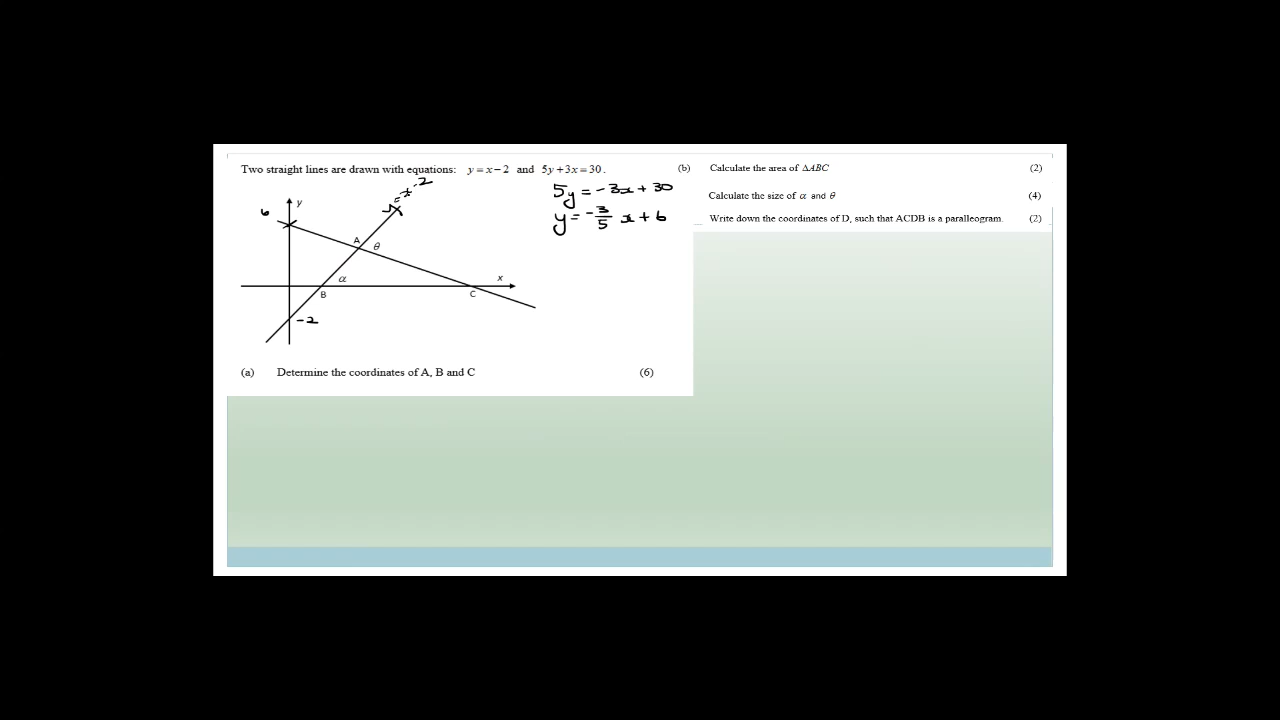 Two straight lines are drawn with equations: y = x − 2 and 5y + 3x = 30.
y = x − 2
6
y
A
θ
α
x
B
C
−2
5y = −3x + 30
y = −3/5 x + 6
(a) Determine the coordinates of A, B and C (6)
(b) Calculate the area of ΔABC (2)
Calculate the size of α and θ (4)
Write down the coordinates of D, such that ACDB is a paralleogram. (2)